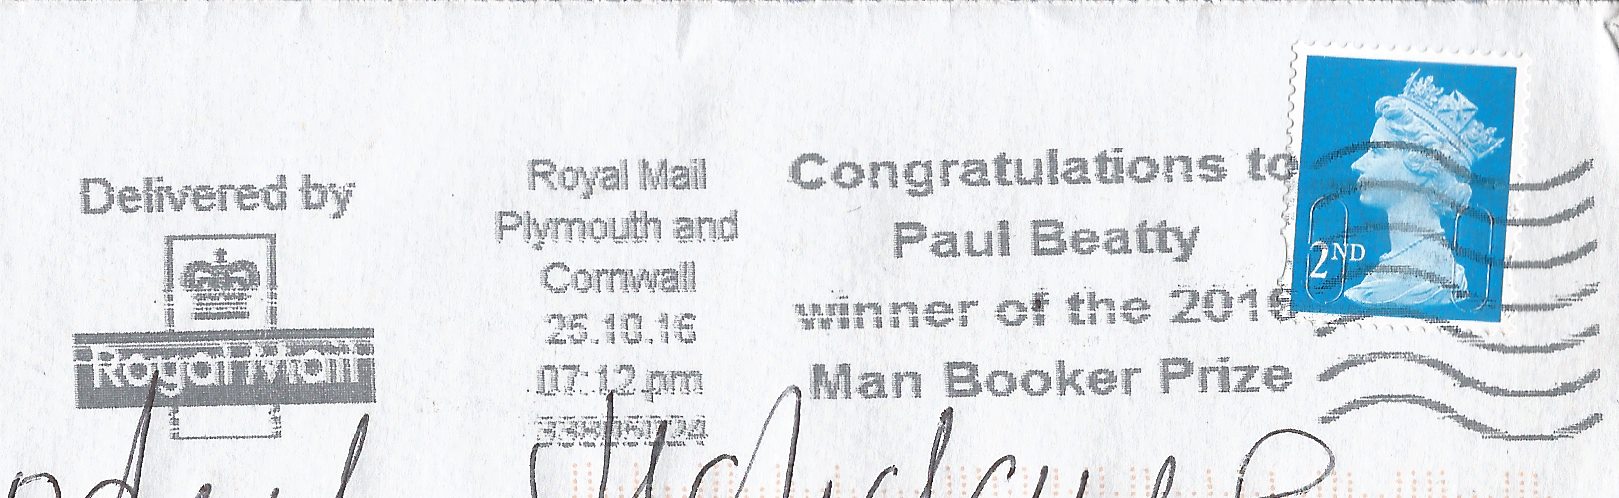 Delivered by
Royal Mail
Royal Mail
Plymouth and
Cornwall
26.10.16
07:12 pm
Congratulations to
Paul Beatty
winner of the 2016
Man Booker Prize
2ND